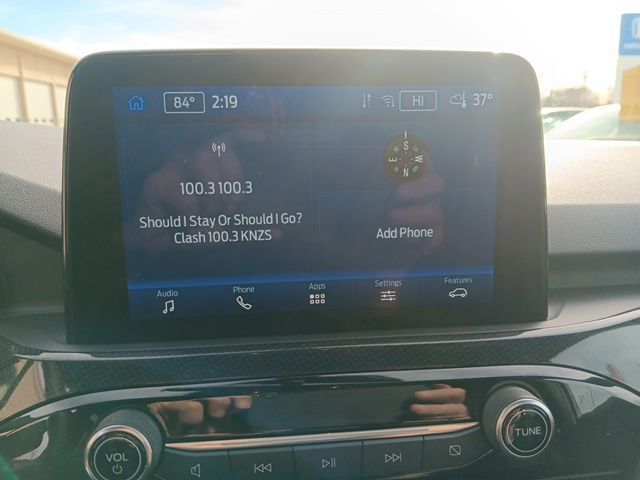 84° 2:19 HI 37°
100.3 100.3
Should I Stay Or Should I Go?
Clash 100.3 KNZS
S
E W
N
Add Phone
Audio Phone Apps Settings Features
VOL TUNE